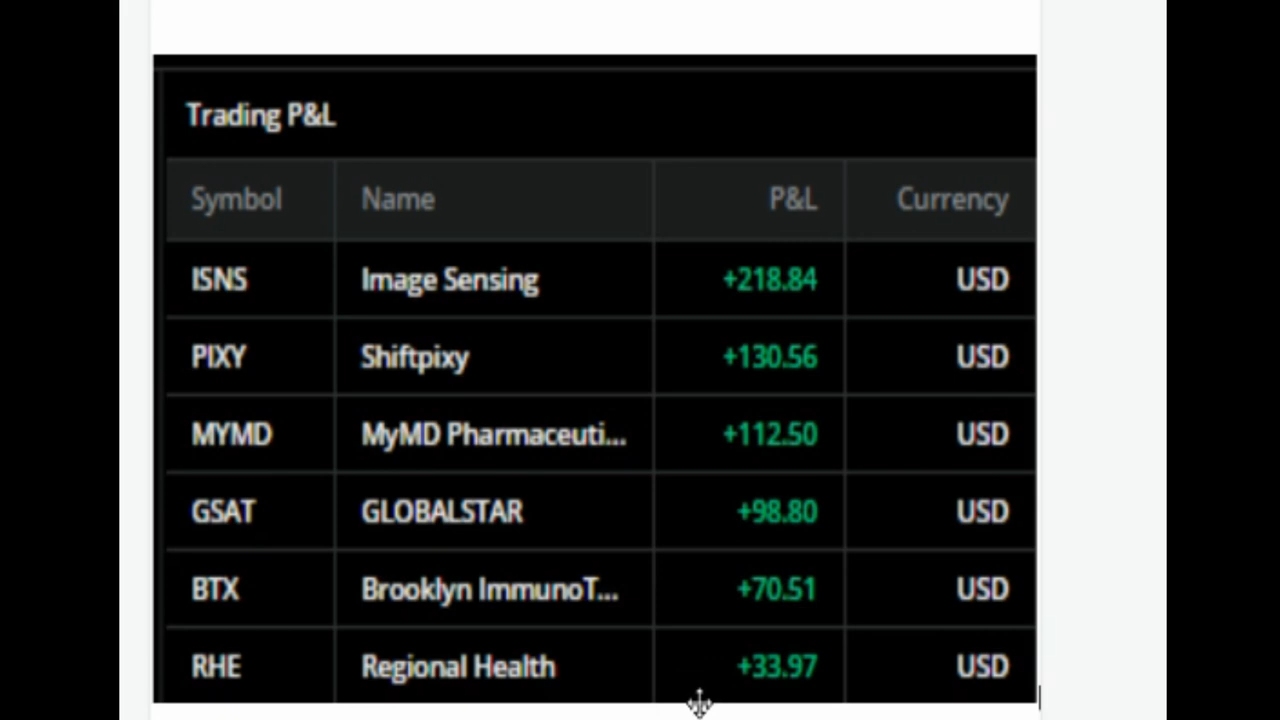 Trading P&L
Symbol Name P&L Currency
ISNS Image Sensing +218.84 USD
PIXY Shiftpixy +130.56 USD
MYMD MyMD Pharmaceuti... +112.50 USD
GSAT GLOBALSTAR +98.80 USD
BTX Brooklyn ImmunoT... +70.51 USD
RHE Regional Health +33.97 USD